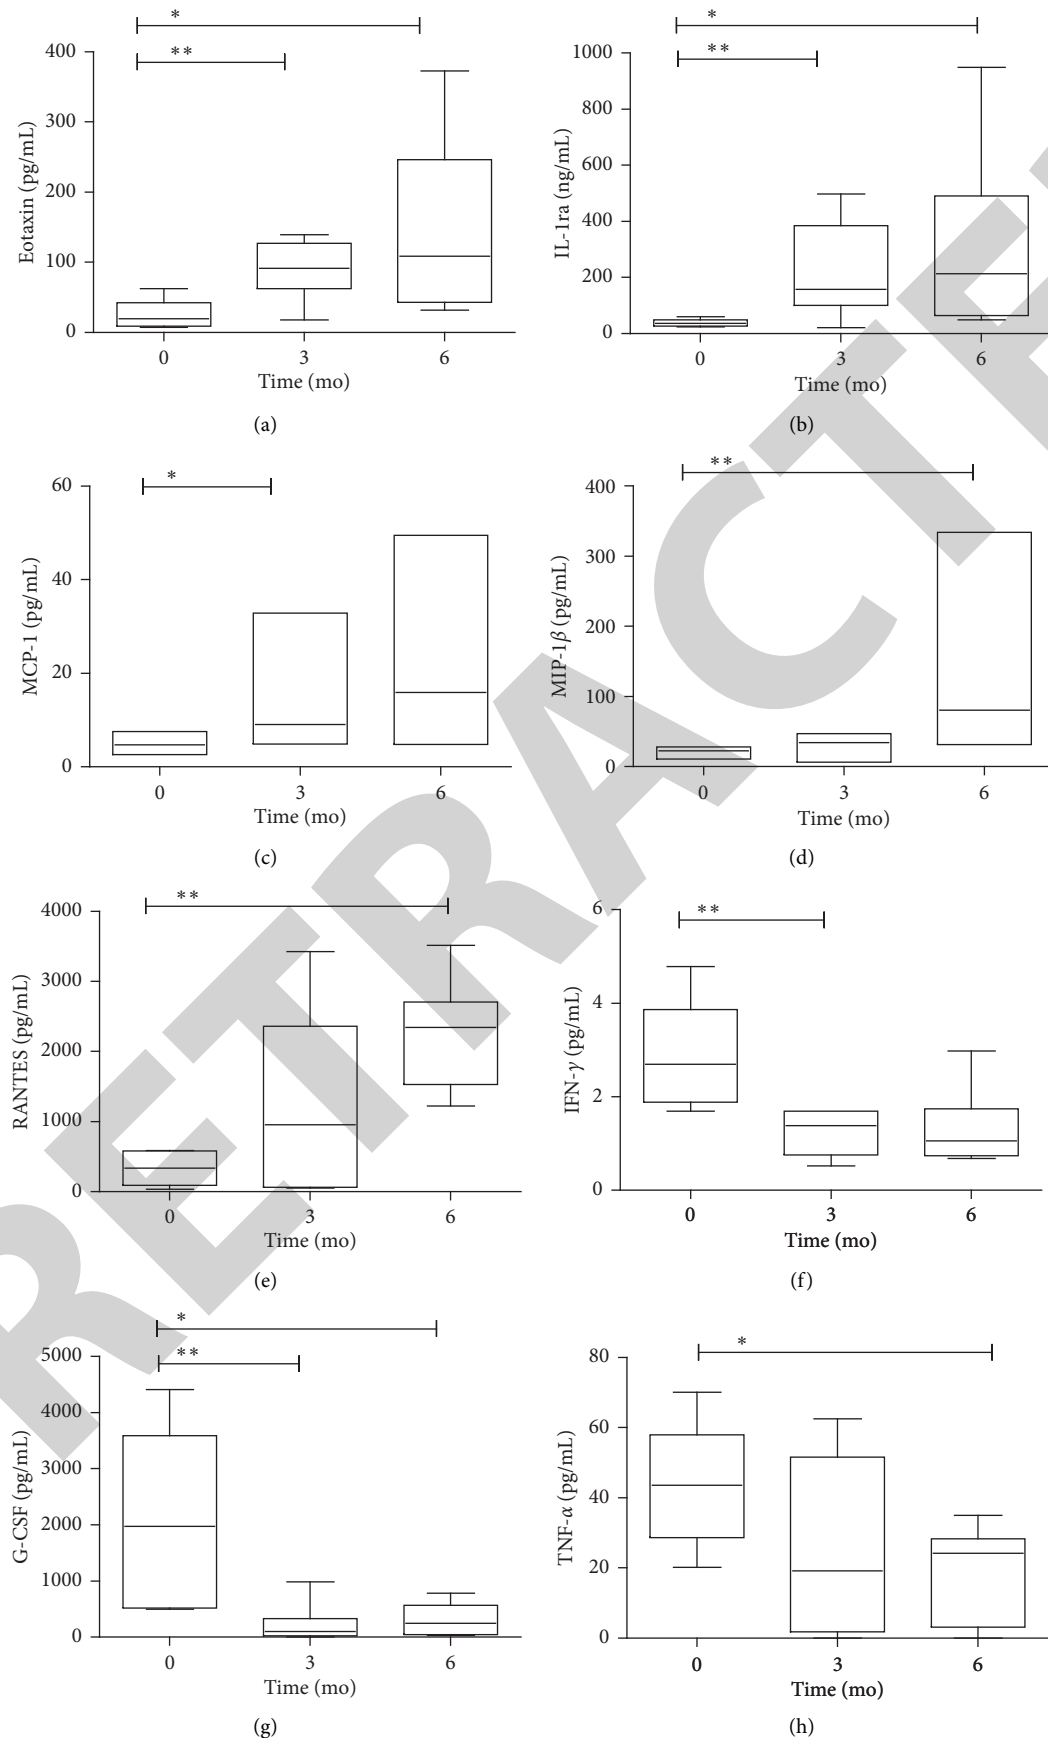 *
**
400
300
200
100
0
Eotaxin (pg/mL)
0 3 6
Time (mo)
(a)
*
**
1000
800
600
400
200
0
IL-1ra (ng/mL)
0 3 6
Time (mo)
(b)
*
60
40
20
0
MCP-1 (pg/mL)
0 3 6
Time (mo)
(c)
**
400
300
200
100
0
MIP-1β (pg/mL)
0 3 6
Time (mo)
(d)
**
4000
3000
2000
1000
0
RANTES (pg/mL)
0 3 6
Time (mo)
(e)
**
6
4
2
0
IFN-γ (pg/mL)
0 3 6
Time (mo)
(f)
*
**
5000
4000
3000
2000
1000
0
G-CSF (pg/mL)
0 3 6
Time (mo)
(g)
*
80
60
40
20
0
TNF-α (pg/mL)
0 3 6
Time (mo)
(h)
RETRACTE